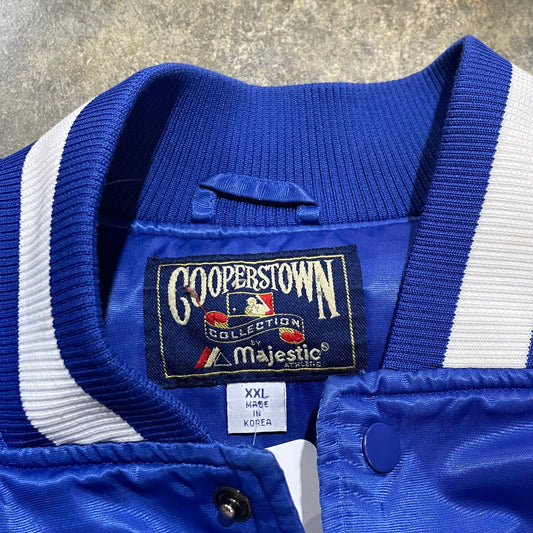 COOPERSTOWN
COLLECTION
BY
Majestic®
ATHLETIC
XXL
MADE
IN
KOREA